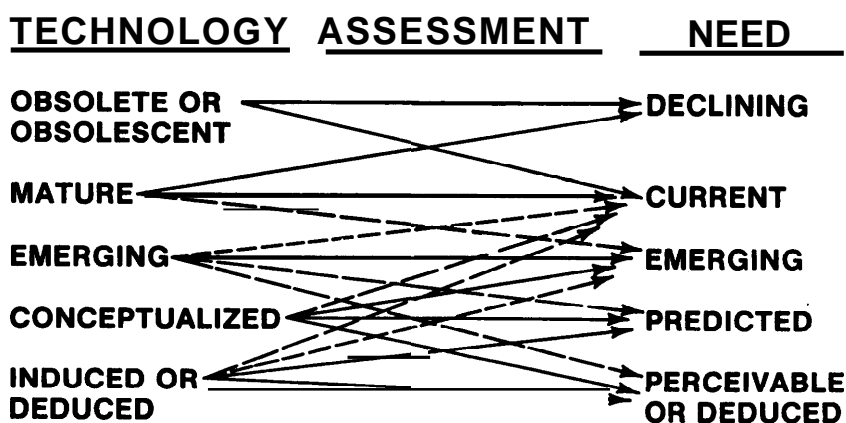 TECHNOLOGY ASSESSMENT NEED
OBSOLETE OR
OBSOLESCENT
DECLINING
MATURE
CURRENT
EMERGING
EMERGING
CONCEPTUALIZED
PREDICTED
INDUCED OR
DEDUCED
PERCEIVABLE
OR DEDUCED